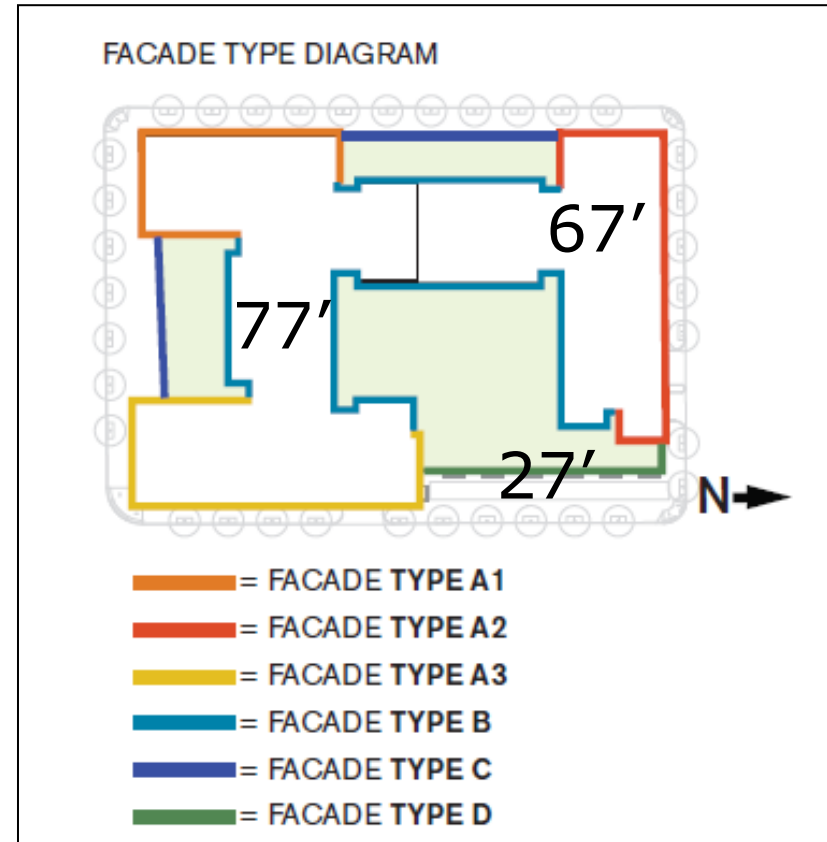 FACADE TYPE DIAGRAM
67’
77’
27’
N
= FACADE TYPE A1
= FACADE TYPE A2
= FACADE TYPE A3
= FACADE TYPE B
= FACADE TYPE C
= FACADE TYPE D